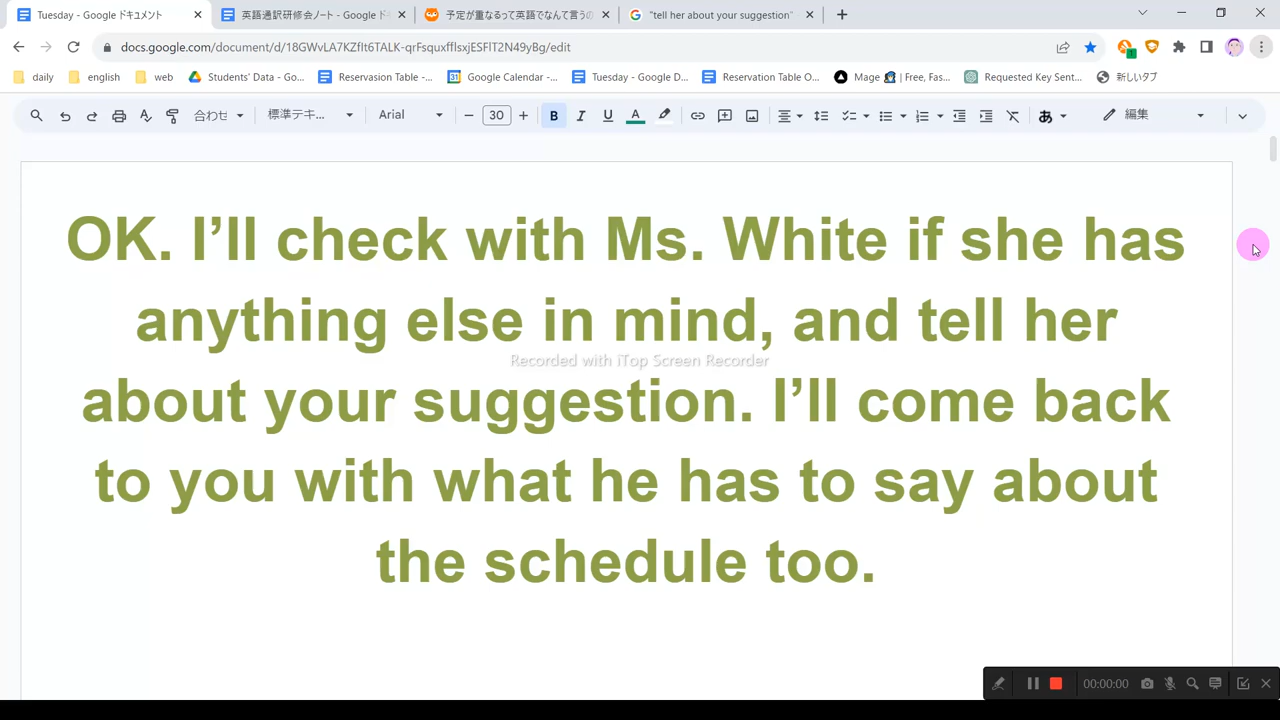 Tuesday - Google ドキュメント
英語通訳研修会ノート - Google ド
予定が重なるって英語でなんて言うの
"tell her about your suggestion"
docs.google.com/document/d/
daily
english
web
Students' Data - Go...
Reservasion Table -...
Google Calendar -...
Tuesday - Google D...
Reservasion Table O...
Mage
| Free, Fas...
Requested Key Sent...
新しいタブ
合わせ
標準テキ...
Arial
30
B
I
U
A
あ
編集
OK. I’ll check with Ms. White if she has
anything else in mind, and tell her
about your suggestion. I’ll come back
to you with what he has to say about
the schedule too.
Recorded with iTop Screen Recorder
00:00:00